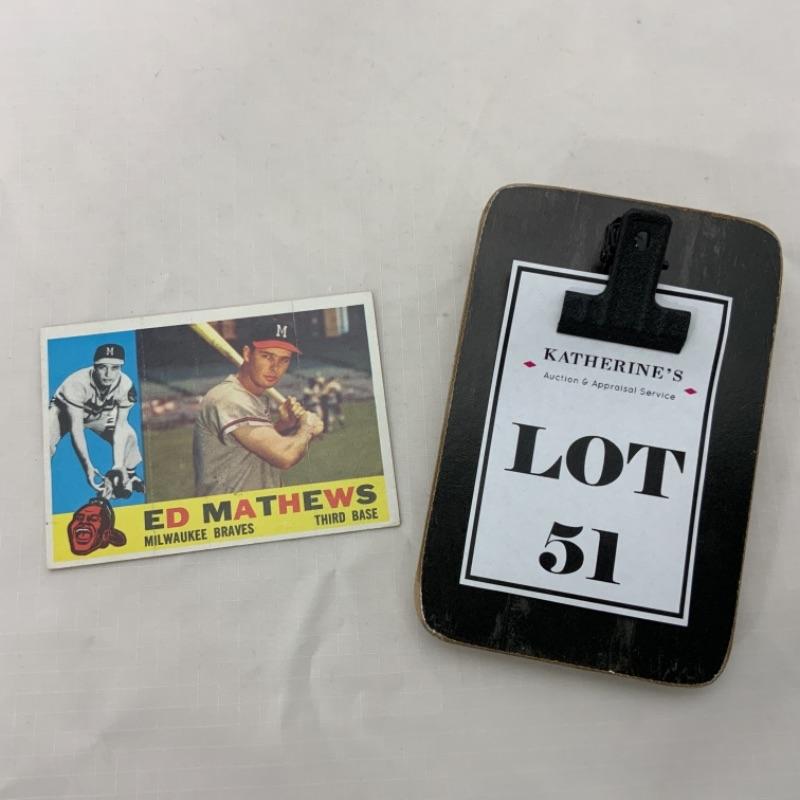 M
M
ED MATHEWS
MILWAUKEE BRAVES THIRD BASE
KATHERINE'S
Auction & Appraisal Service
LOT
51